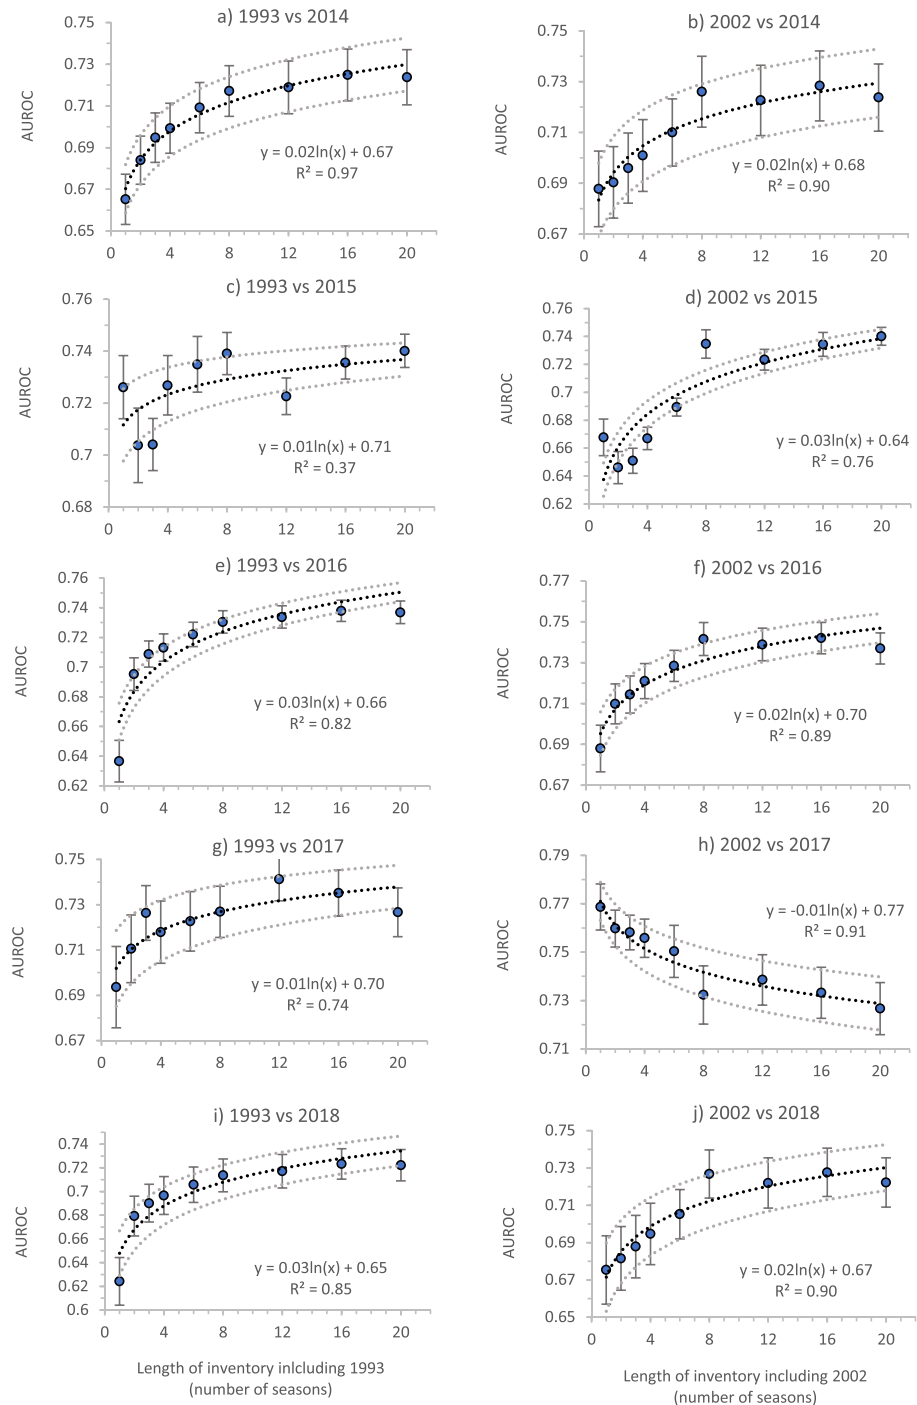 a) 1993 vs 2014
0.75
0.73
0.71
0.69
0.67
0.65
AUROC
y = 0.02ln(x) + 0.67
R² = 0.97
0 4 8 12 16 20
b) 2002 vs 2014
0.75
0.73
0.71
0.69
0.67
AUROC
y = 0.02ln(x) + 0.68
R² = 0.90
0 4 8 12 16 20
c) 1993 vs 2015
0.76
0.74
0.72
0.7
0.68
AUROC
y = 0.01ln(x) + 0.71
R² = 0.37
0 4 8 12 16 20
d) 2002 vs 2015
0.76
0.74
0.72
0.7
0.68
0.66
0.64
0.62
AUROC
y = 0.03ln(x) + 0.64
R² = 0.76
0 4 8 12 16 20
e) 1993 vs 2016
0.76
0.74
0.72
0.7
0.68
0.66
0.64
0.62
AUROC
y = 0.03ln(x) + 0.66
R² = 0.82
0 4 8 12 16 20
f) 2002 vs 2016
0.77
0.75
0.73
0.71
0.69
0.67
AUROC
y = 0.02ln(x) + 0.70
R² = 0.89
0 4 8 12 16 20
g) 1993 vs 2017
0.75
0.73
0.71
0.69
0.67
AUROC
y = 0.01ln(x) + 0.70
R² = 0.74
0 4 8 12 16 20
h) 2002 vs 2017
0.79
0.77
0.75
0.73
0.71
AUROC
y = -0.01ln(x) + 0.77
R² = 0.91
0 4 8 12 16 20
i) 1993 vs 2018
0.74
0.72
0.7
0.68
0.66
0.64
0.62
0.6
AUROC
y = 0.03ln(x) + 0.65
R² = 0.85
0 4 8 12 16 20
Length of inventory inlcluding 1993
(number of seasons)
j) 2002 vs 2018
0.75
0.73
0.71
0.69
0.67
0.65
AUROC
y = 0.02ln(x) + 0.67
R² = 0.90
0 4 8 12 16 20
Length of inventory including 2002
(number of seasons)